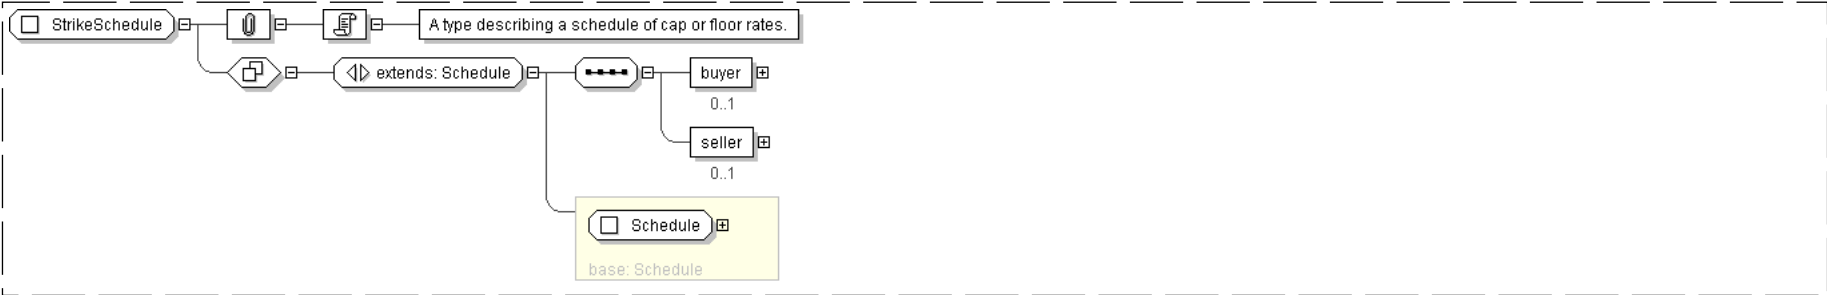 StrikeSchedule
A type describing a schedule of cap or floor rates.
extends: Schedule
buyer
0..1
seller
0..1
Schedule
base: Schedule